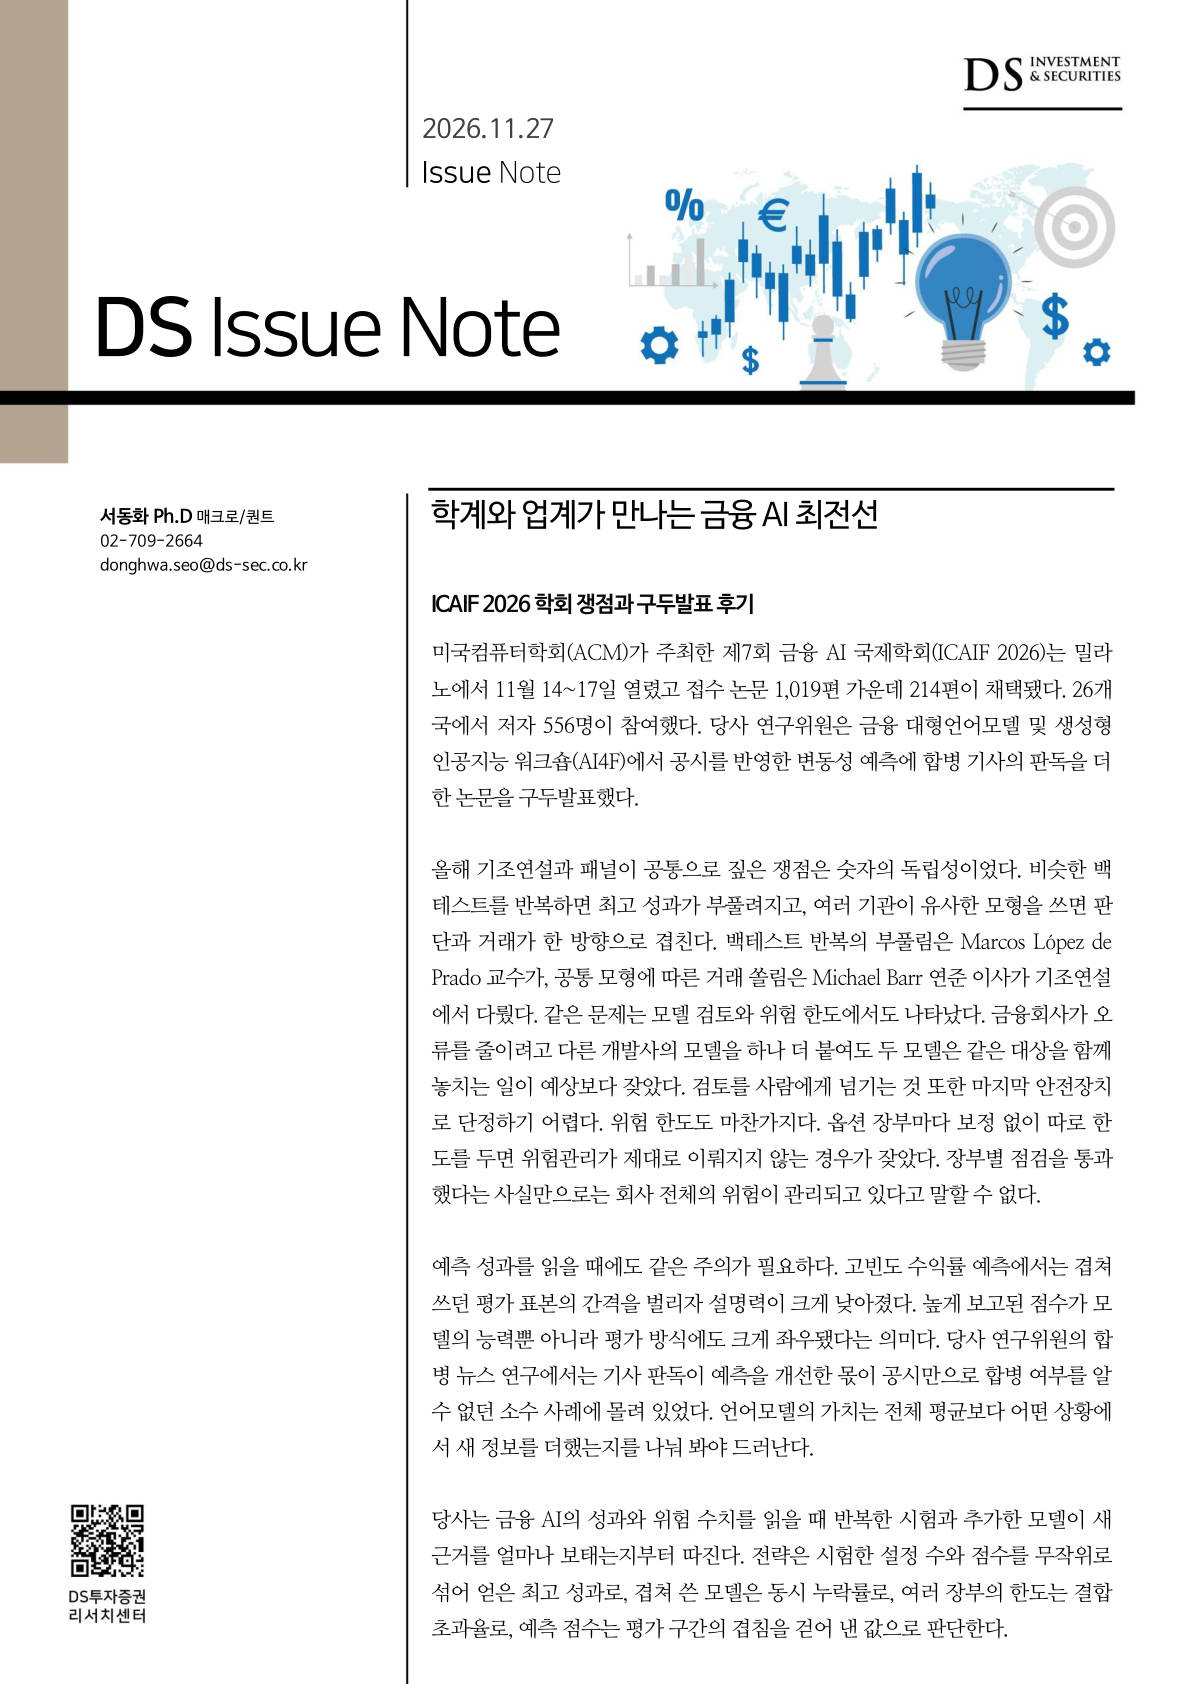 DS INVESTMENT & SECURITIES
2026.11.27
Issue Note
% € $ $
DS Issue Note
서동화 Ph.D 매크로/퀀트
02-709-2664
donghwa.seo@ds-sec.co.kr
학계와 업계가 만나는 금융 AI 최전선
ICAIF 2026 학회 쟁점과 구두발표 후기
미국컴퓨터학회(ACM)가 주최한 제7회 금융 AI 국제학회(ICAIF 2026)는 밀라
노에서 11월 14~17일 열렸고 접수 논문 1,019편 가운데 214편이 채택됐다. 26개
국에서 저자 556명이 참여했다. 당사 연구위원은 금융 대형언어모델 및 생성형
인공지능 워크숍(AI4F)에서 공시를 반영한 변동성 예측에 합병 기사의 판독을 더
한 논문을 구두발표했다.
올해 기조연설과 패널이 공통으로 짚은 쟁점은 숫자의 독립성이었다. 비슷한 백
테스트를 반복하면 최고 성과가 부풀려지고, 여러 기관이 유사한 모형을 쓰면 판
단과 거래가 한 방향으로 겹친다. 백테스트 반복의 부풀림은 Marcos López de
Prado 교수가, 공통 모형에 따른 거래 쏠림은 Michael Barr 연준 이사가 기조연설
에서 다뤘다. 같은 문제는 모델 검토와 위험 한도에서도 나타났다. 금융회사가 오
류를 줄이려고 다른 개발사의 모델을 하나 더 붙여도 두 모델은 같은 대상을 함께
놓치는 일이 예상보다 잦았다. 검토를 사람에게 넘기는 것 또한 마지막 안전장치
로 단정하기 어렵다. 위험 한도도 마찬가지다. 옵션 장부마다 보정 없이 따로 한
도를 두면 위험관리가 제대로 이뤄지지 않는 경우가 잦았다. 장부별 점검을 통과
했다는 사실만으로는 회사 전체의 위험이 관리되고 있다고 말할 수 없다.
예측 성과를 읽을 때에도 같은 주의가 필요하다. 고빈도 수익률 예측에서는 겹쳐
쓰던 평가 표본의 간격을 벌리자 설명력이 크게 낮아졌다. 높게 보고된 점수가 모
델의 능력뿐 아니라 평가 방식에도 크게 좌우됐다는 의미다. 당사 연구위원의 합
병 뉴스 연구에서는 기사 판독이 예측을 개선한 몫이 공시만으로 합병 여부를 알
수 없던 소수 사례에 몰려 있었다. 언어모델의 가치는 전체 평균보다 어떤 상황에
서 새 정보를 더했는지를 나눠 봐야 드러난다.
당사는 금융 AI의 성과와 위험 수치를 읽을 때 반복한 시험과 추가한 모델이 새
근거를 얼마나 보태는지부터 따진다. 전략은 시험한 설정 수와 점수를 무작위로
섞어 얻은 최고 성과로, 겹쳐 쓴 모델은 동시 누락률로, 여러 장부의 한도는 결합
초과율로, 예측 점수는 평가 구간의 겹침을 걷어 낸 값으로 판단한다.
DS투자증권
리서치센터